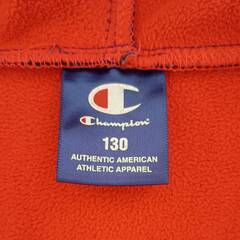 Champion
130
AUTHENTIC AMERICAN
ATHLETIC APPAREL